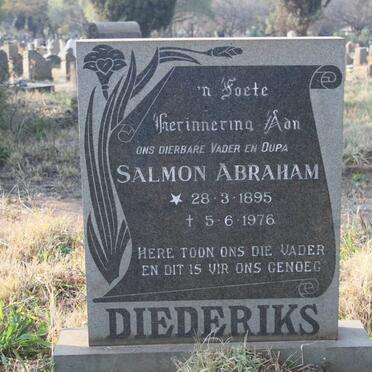 'n Soete
Herinnering Aan
ONS DIERBARE VADER EN OUPA
SALMON ABRAHAM
★ 28-3-1895
† 5-6-1976
HERE TOON ONS DIE VADER
EN DIT IS VIR ONS GENOEG
DIEDERIKS